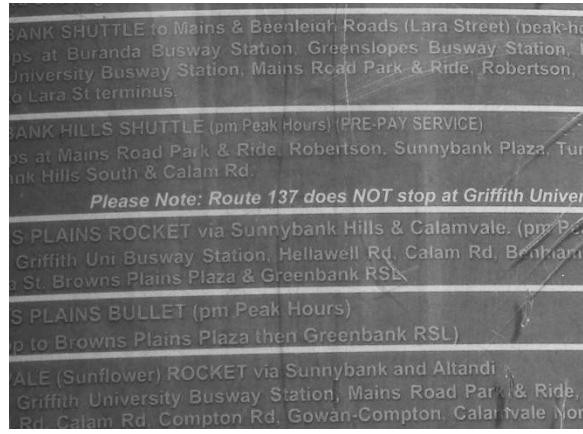 BANK SHUTTLE to Mains & Beenleigh Roads (Lara Street) (peak-ho
ps at Buranda Busway Station, Greenslopes Busway Station,
University Busway Station, Mains Road Park & Ride, Robertson,
o Lara St terminus.
BANK HILLS SHUTTLE (pm Peak Hours) (PRE-PAY SERVICE)
ps at Mains Road Park & Ride, Robertson, Sunnybank Plaza, Tur
nk Hills South & Calam Rd.
Please Note: Route 137 does NOT stop at Griffith Univer
S PLAINS ROCKET via Sunnybank Hills & Calamvale. (pm Pe
Griffith Uni Busway Station, Hellawell Rd, Calam Rd, Benhiam
a St. Browns Plains Plaza & Greenbank RSL
S PLAINS BULLET (pm Peak Hours)
op to Browns Plains Plaza then Greenbank RSL)
VALE (Sunflower) ROCKET via Sunnybank and Altandi
Griffith University Busway Station, Mains Road Park & Ride,
Rd, Calam Rd, Compton Rd, Gowan-Compton, Calamvale Nor